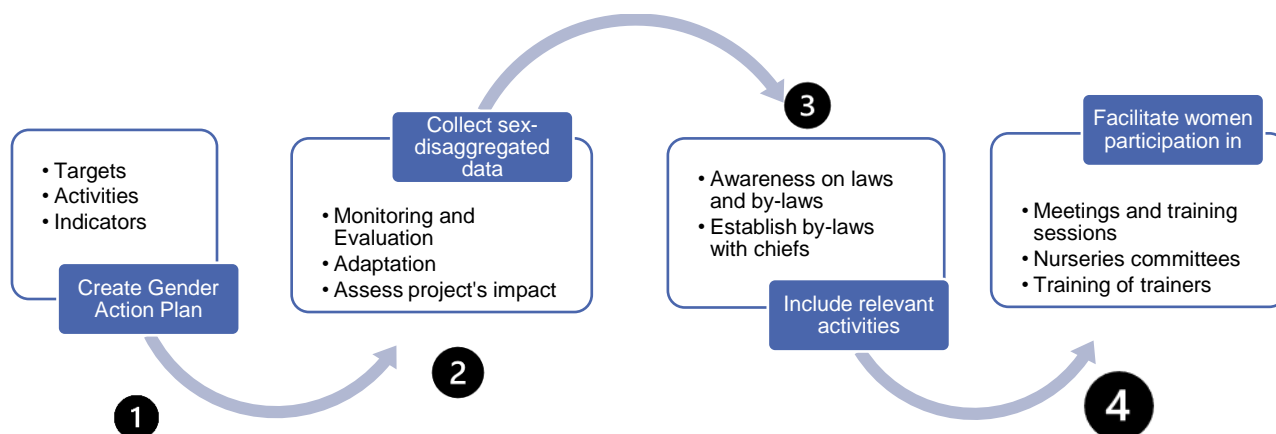 • Targets
• Activities
• Indicators
Create Gender
Action Plan
1
Collect sex-
disaggregated
data
• Monitoring and
Evaluation
• Adaptation
• Assess project's impact
2
3
• Awareness on laws
and by-laws
• Establish by-laws
with chiefs
Include relevant
activities
Facilitate women
participation in
• Meetings and training
sessions
• Nurseries committees
• Training of trainers
4